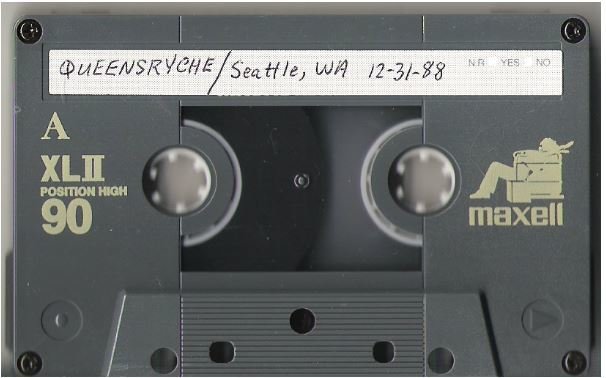 QUEENSRYCHE/Seattle, WA 12-31-88
N.R. YES NO
A
XLII
POSITION HIGH
90
maxell